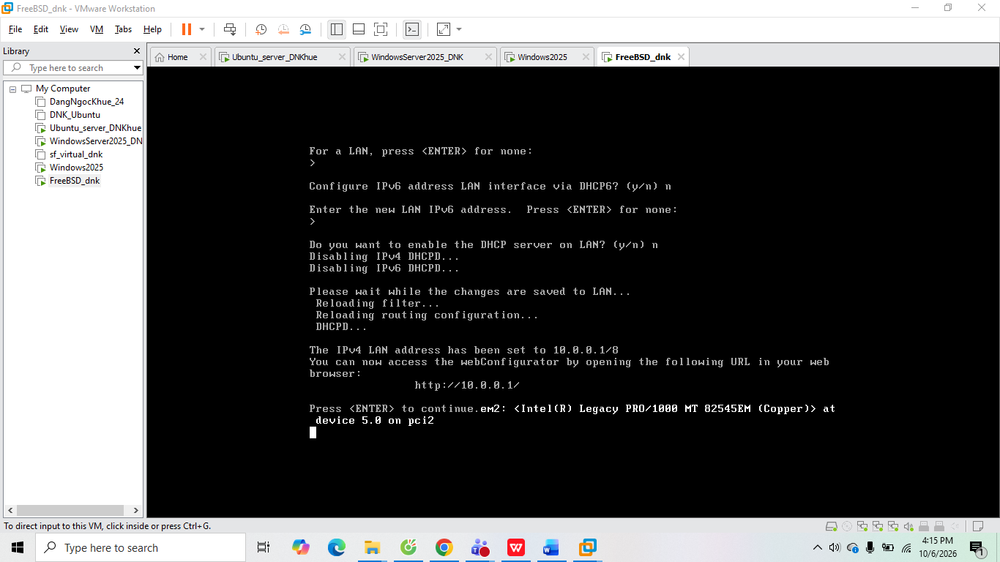 FreeBSD_dnk - VMware Workstation
File Edit View VM Tabs Help
Library
Type here to search
My Computer
DangNgocKhue_24
DNK_Ubuntu
Ubuntu_server_DNKhue
WindowsServer2025_DN
sf_virtual_dnk
Windows2025
FreeBSD_dnk
Home Ubuntu_server_DNKhue WindowsServer2025_DNK Windows2025 FreeBSD_dnk
For a LAN, press <ENTER> for none:
>
Configure IPv6 address LAN interface via DHCP6? (y/n) n
Enter the new LAN IPv6 address.  Press <ENTER> for none:
>
Do you want to enable the DHCP server on LAN? (y/n) n
Disabling IPv4 DHCPD...
Disabling IPv6 DHCPD...
Please wait while the changes are saved to LAN...
Reloading filter...
Reloading routing configuration...
DHCPD...
The IPv4 LAN address has been set to 10.0.0.1/8
You can now access the webConfigurator by opening the following URL in your web
browser:
http://10.0.0.1/
Press <ENTER> to continue.em2: <Intel(R) Legacy PRO/1000 MT 82545EM (Copper)> at
device 5.0 on pci2
To direct input to this VM, click inside or press Ctrl+G.
Type here to search
4:15 PM
10/6/2026
1